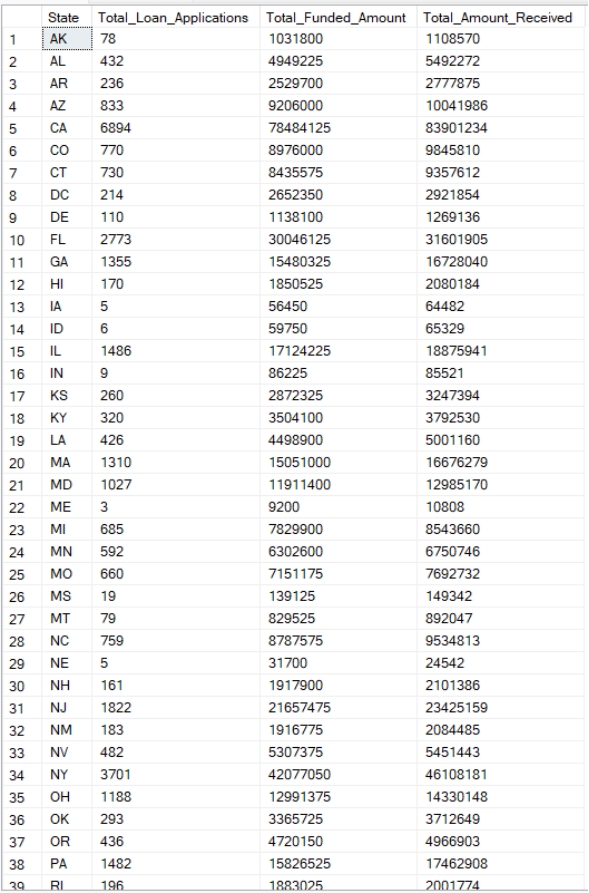 State Total_Loan_Applications Total_Funded_Amount Total_Amount_Received
1 AK 78 1031800 1108570
2 AL 432 4949225 5492272
3 AR 236 2529700 2777875
4 AZ 833 9206000 10041986
5 CA 6894 78484125 83901234
6 CO 770 8976000 9845810
7 CT 730 8435575 9357612
8 DC 214 2652350 2921854
9 DE 110 1138100 1269136
10 FL 2773 30046125 31601905
11 GA 1355 15480325 16728040
12 HI 170 1850525 2080184
13 IA 5 56450 64482
14 ID 6 59750 65329
15 IL 1486 17124225 18875941
16 IN 9 86225 85521
17 KS 260 2872325 3247394
18 KY 320 3504100 3792530
19 LA 426 4498900 5001160
20 MA 1310 15051000 16676279
21 MD 1027 11911400 12985170
22 ME 3 9200 10808
23 MI 685 7829900 8543660
24 MN 592 6302600 6750746
25 MO 660 7151175 7692732
26 MS 19 139125 149342
27 MT 79 829525 892047
28 NC 759 8787575 9534813
29 NE 5 31700 24542
30 NH 161 1917900 2101386
31 NJ 1822 21657475 23425159
32 NM 183 1916775 2084485
33 NV 482 5307375 5451443
34 NY 3701 42077050 46108181
35 OH 1188 12991375 14330148
36 OK 293 3365725 3712649
37 OR 436 4720150 4966903
38 PA 1482 15826525 17462908
39 RI 196 1883025 2001774